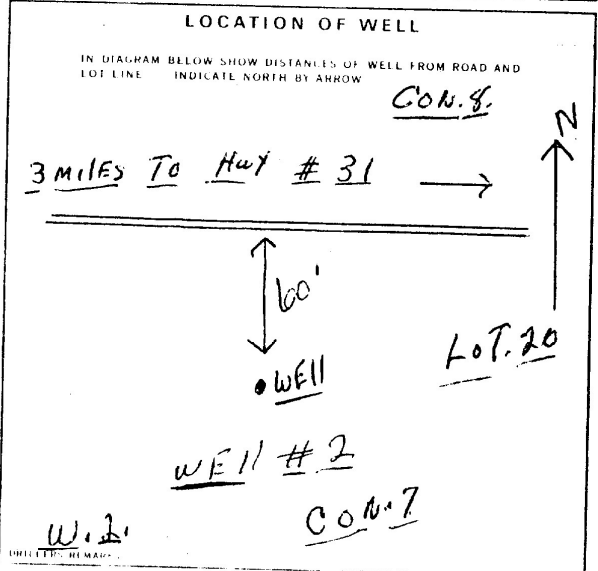 LOCATION OF WELL
IN DIAGRAM BELOW SHOW DISTANCES OF WELL FROM ROAD AND
LOT LINE INDICATE NORTH BY ARROW
CON. 8.
N
3 MILES TO HWY # 31
60'
LOT. 20
WELL
WELL # 2
CON. 7
DRILLERS REMARKS